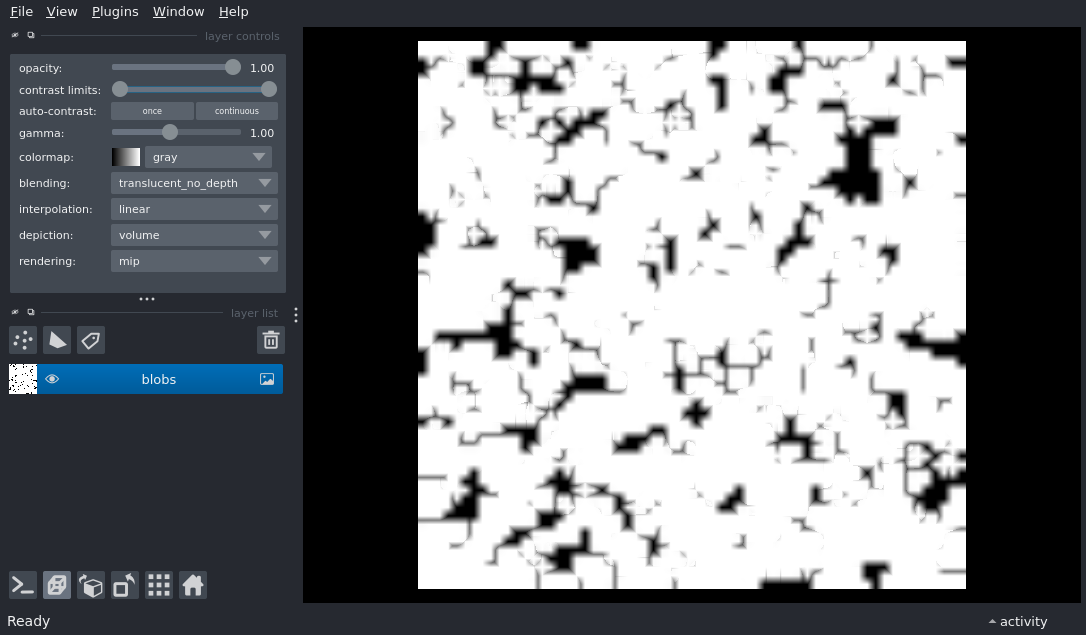 File View Plugins Window Help
layer controls
opacity: 1.00
contrast limits:
auto-contrast: once continuous
gamma: 1.00
colormap: gray
blending: translucent_no_depth
interpolation: linear
depiction: volume
rendering: mip
layer list
blobs
Ready activity